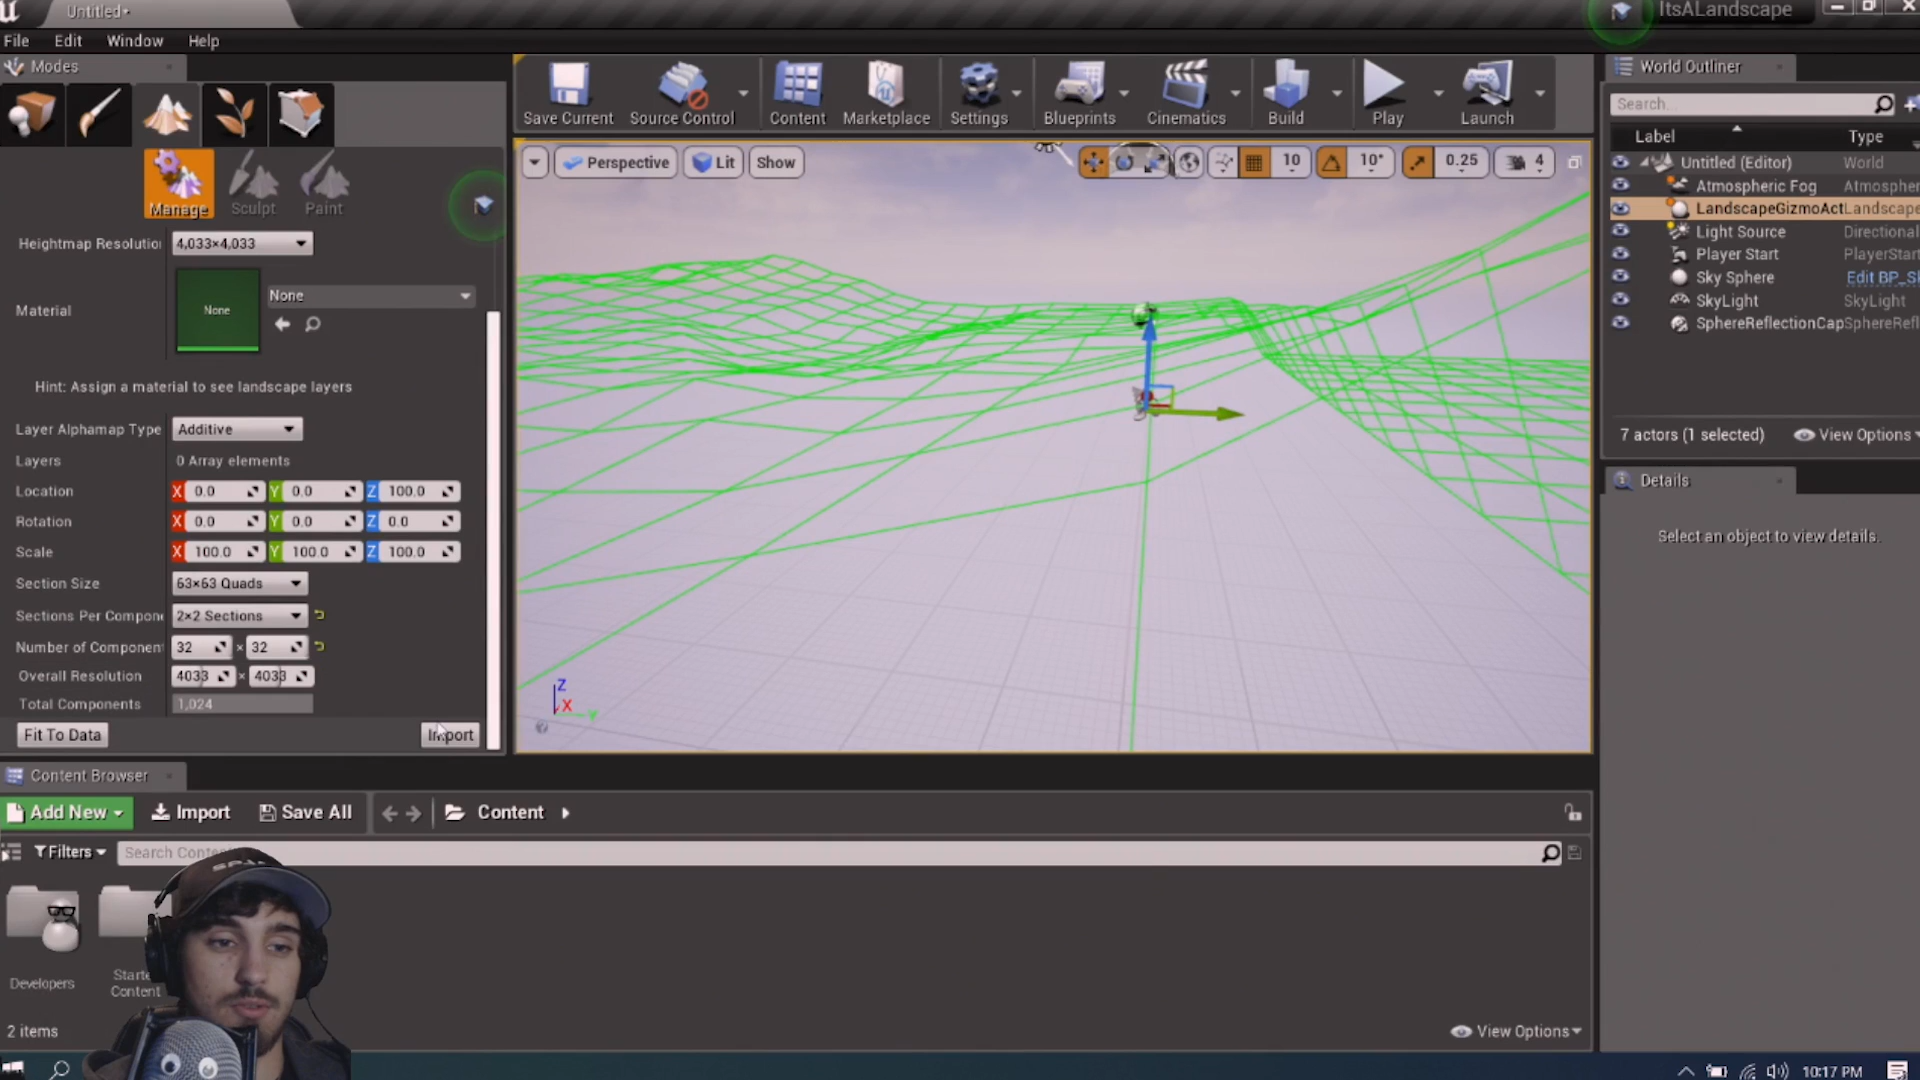 Untitled•
ItsALandscape
File Edit Window Help
Modes
Save Current Source Control Content Marketplace Settings Blueprints Cinematics Build Play Launch
World Outliner
Search...
Label Type
Untitled (Editor) World
Atmospheric Fog Atmospher
LandscapeGizmoAct Landscape
Light Source Directional
Player Start PlayerStart
Sky Sphere Edit BP_Sk
SkyLight SkyLight
SphereReflectionCap SphereRefl
7 actors (1 selected) View Options
Perspective Lit Show 10 10° 0.25 4
Manage Sculpt Paint
Heightmap Resolution 4,033×4,033
Material None None
Hint: Assign a material to see landscape layers
Layer Alphamap Type Additive
Layers 0 Array elements
Location X 0.0 Y 0.0 Z 100.0
Rotation X 0.0 Y 0.0 Z 0.0
Scale X 100.0 Y 100.0 Z 100.0
Section Size 63×63 Quads
Sections Per Compone 2×2 Sections
Number of Component 32 × 32
Overall Resolution 4033 × 4033
Total Components 1,024
Fit To Data Import
Z
X
Y
Details
Select an object to view details.
Content Browser
Add New Import Save All Content
Filters Search Conte
Developers
Starte
Content
2 items
View Options
10:17 PM